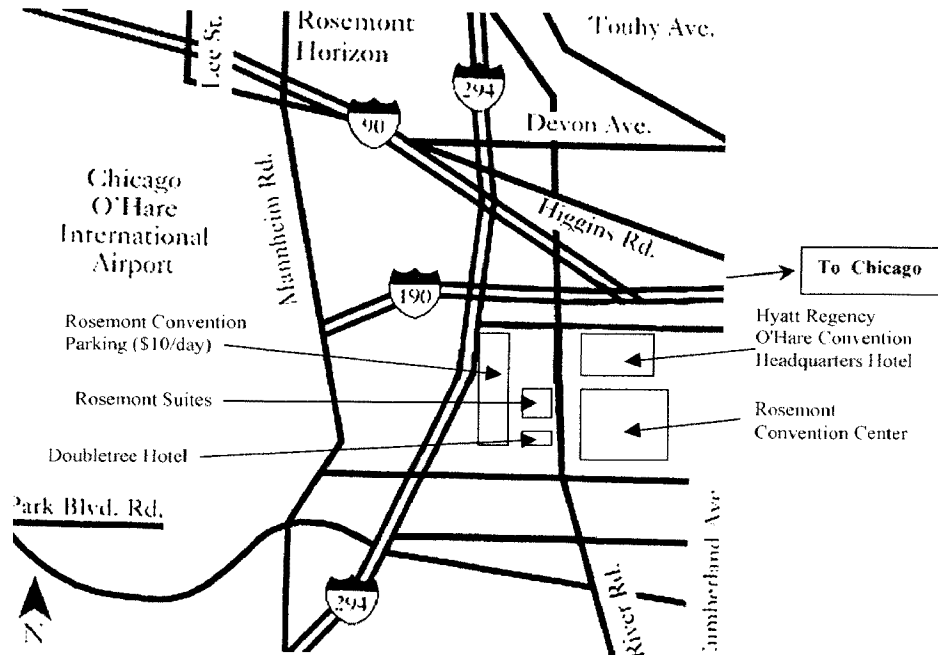 Rosemont
Horizon
Touhy Ave.
Lee St.
294
90
Devon Ave.
Chicago
O'Hare
International
Airport
Mannheim Rd.
Higgins Rd.
To Chicago
190
Rosemont Convention
Parking ($10/day)
Hyatt Regency
O'Hare Convention
Headquarters Hotel
Rosemont Suites
Rosemont
Convention Center
Doubletree Hotel
Park Blvd. Rd.
294
River Rd.
Cumberland Ave
N